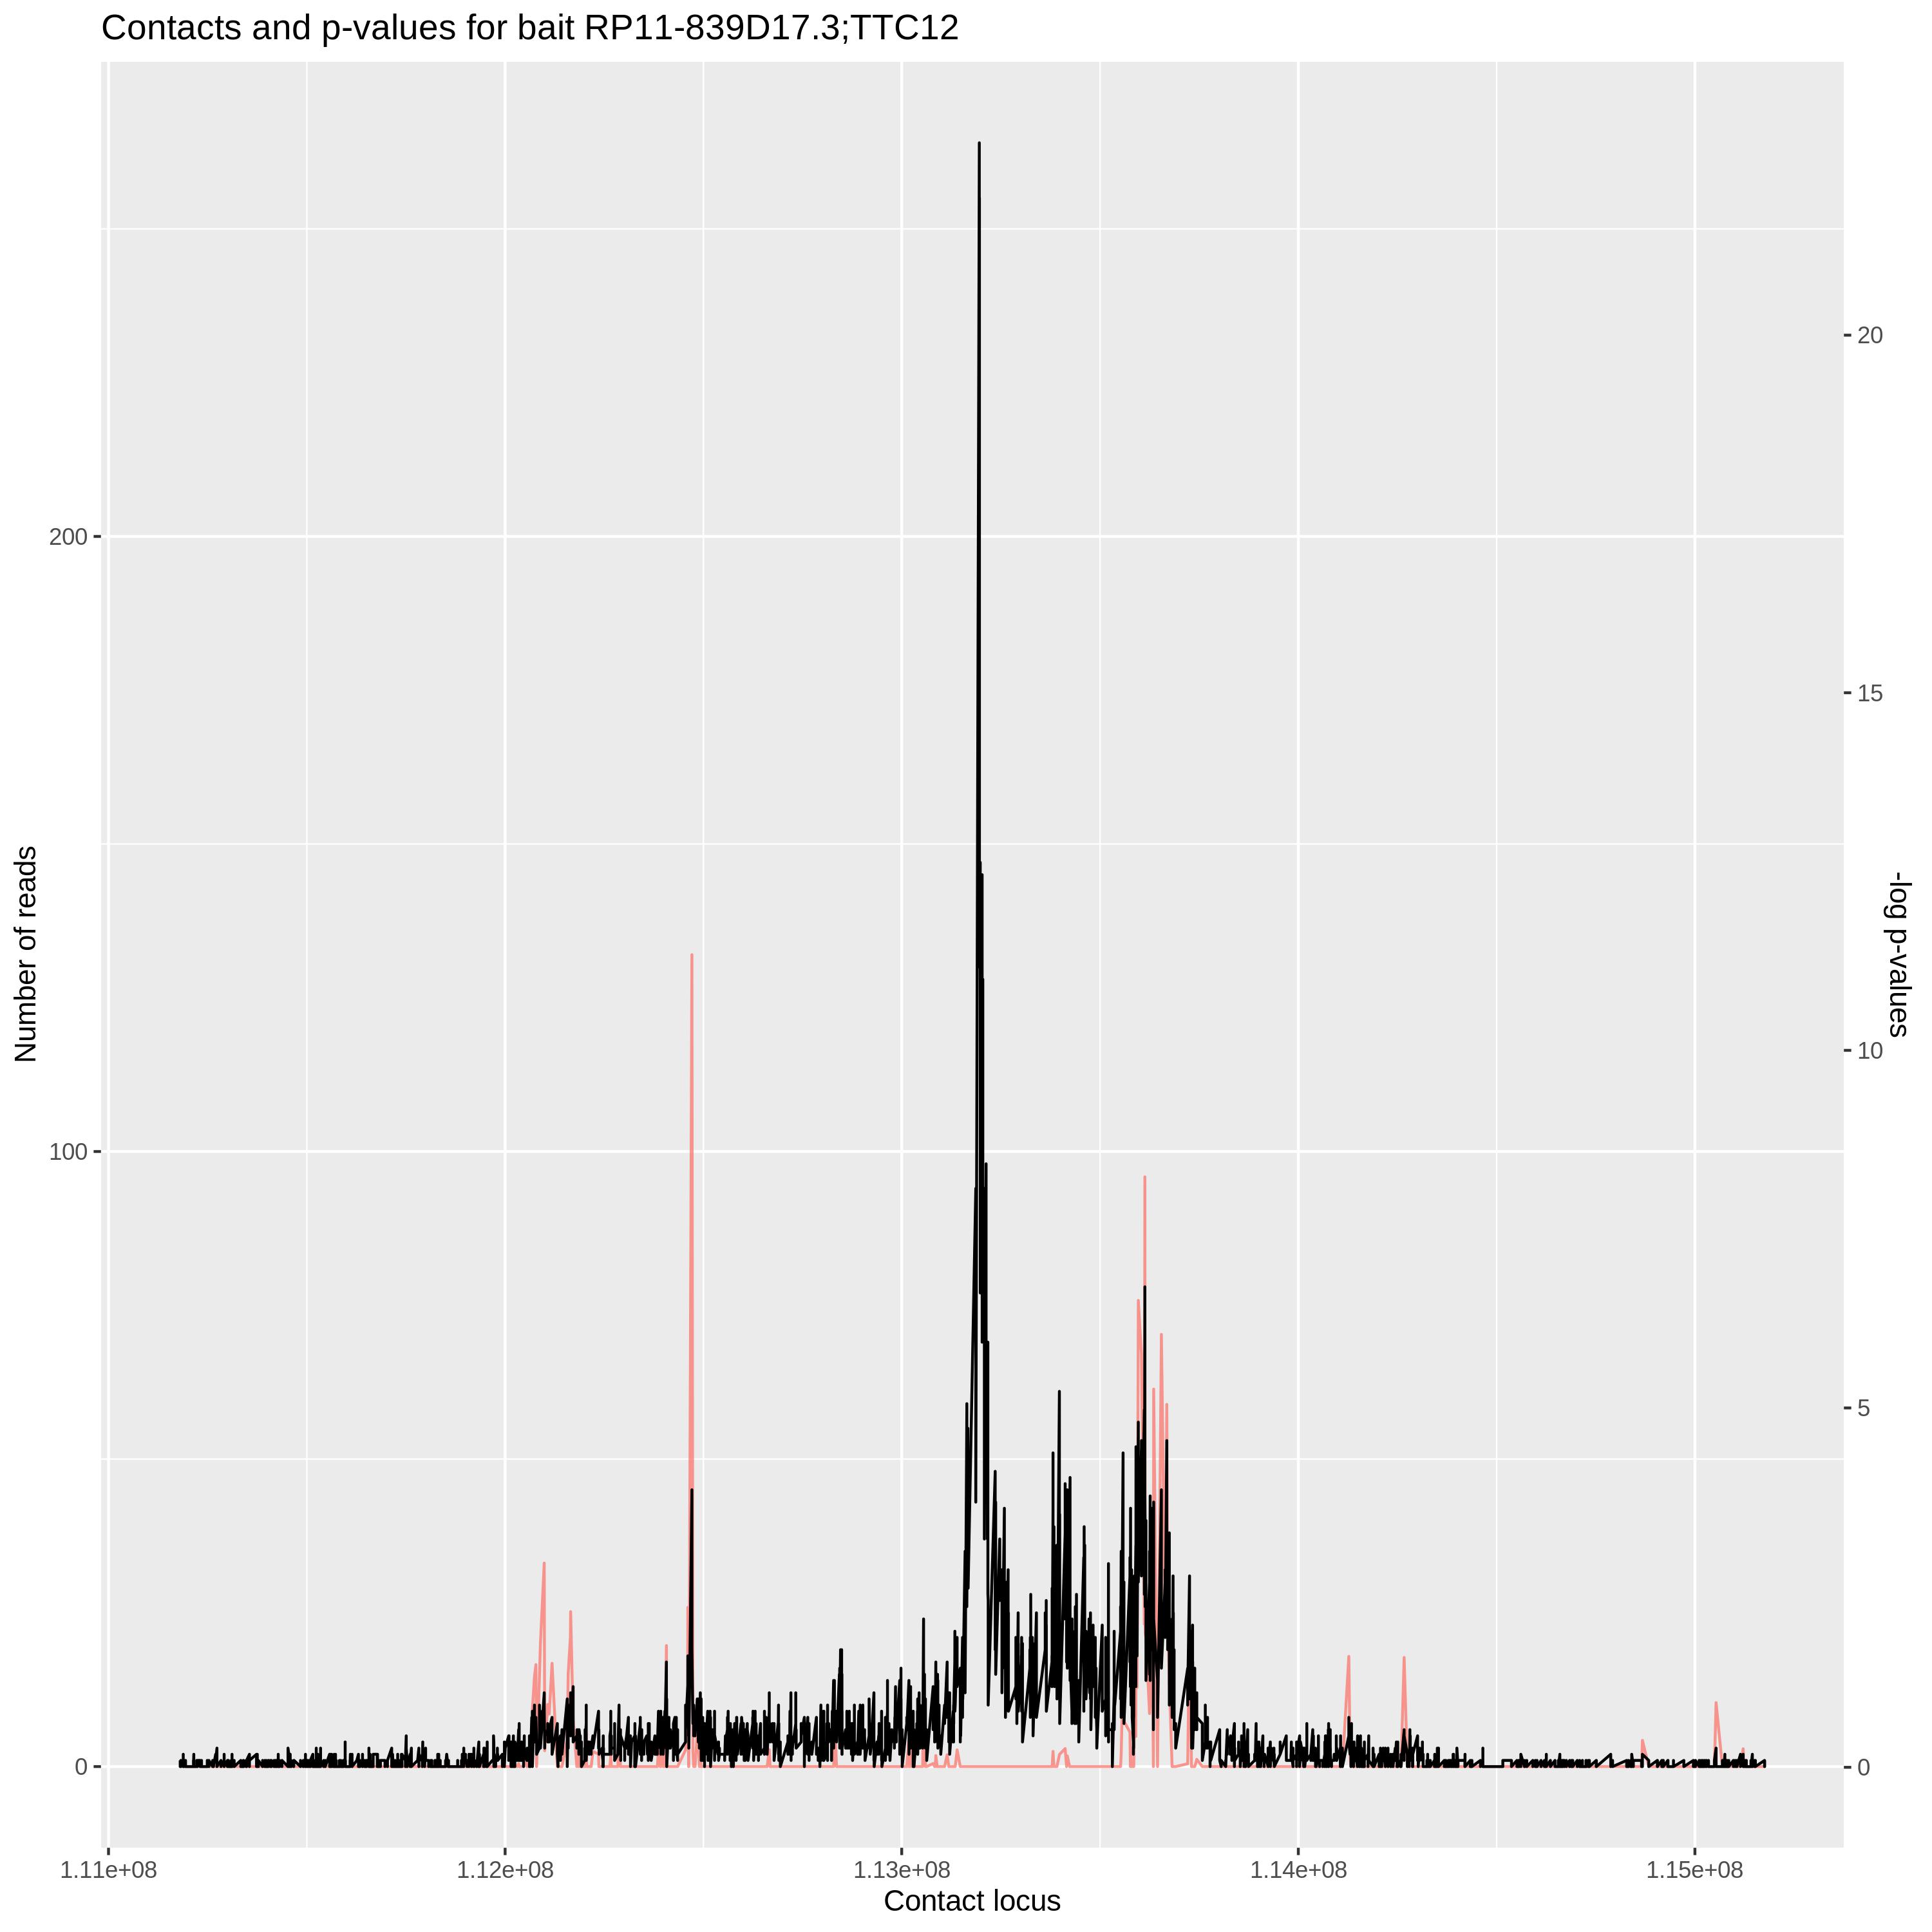 Contacts and p-values for bait RP11-839D17.3;TTC12
Number of reads
200
100
0
20
15
10
5
0
-log p-values
1.11e+08 1.12e+08 1.13e+08 1.14e+08 1.15e+08
Contact locus